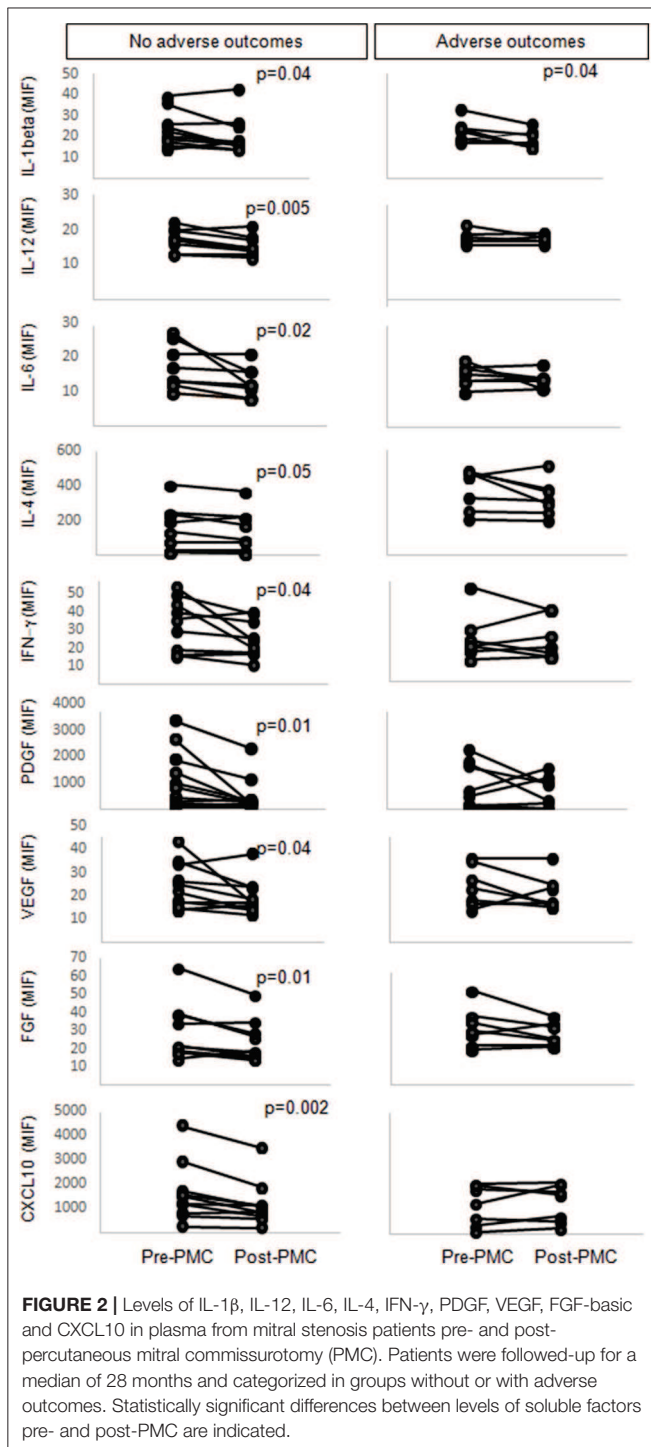 No adverse outcomes
Adverse outcomes
IL-1beta (MIF)
50
40
30
20
10
p=0.04
p=0.04
IL-12 (MIF)
30
20
10
p=0.005
IL-6 (MIF)
30
20
10
p=0.02
IL-4 (MIF)
600
400
200
p=0.05
IFN-γ (MIF)
50
40
30
20
10
p=0.04
PDGF (MIF)
4000
3000
2000
1000
p=0.01
VEGF (MIF)
50
40
30
20
10
p=0.04
FGF (MIF)
70
60
50
40
30
20
10
p=0.01
CXCL10 (MIF)
5000
4000
3000
2000
1000
p=0.002
Pre-PMC
Post-PMC
Pre-PMC
Post-PMC
FIGURE 2 | Levels of IL-1β, IL-12, IL-6, IL-4, IFN-γ, PDGF, VEGF, FGF-basic
and CXCL10 in plasma from mitral stenosis patients pre- and post-
percutaneous mitral commissurotomy (PMC). Patients were followed-up for a
median of 28 months and categorized in groups without or with adverse
outcomes. Statistically significant differences between levels of soluble factors
pre- and post-PMC are indicated.